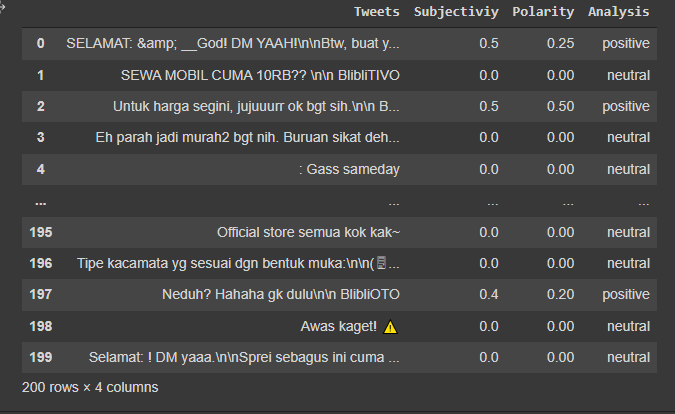 Tweets Subjectiviy Polarity Analysis
0 SELAMAT: &amp; __God! DM YAAH!\n\nBtw, buat y... 0.5 0.25 positive
1 SEWA MOBIL CUMA 10RB?? \n\n BlibliTIVO 0.0 0.00 neutral
2 Untuk harga segini, jujuuurr ok bgt sih.\n\n B... 0.5 0.50 positive
3 Eh parah jadi murah2 bgt nih. Buruan sikat deh... 0.0 0.00 neutral
4 : Gass sameday 0.0 0.00 neutral
... ... ... ... ...
195 Official store semua kok kak~ 0.0 0.00 neutral
196 Tipe kacamata yg sesuai dgn bentuk muka:\n\n( ... 0.0 0.00 neutral
197 Neduh? Hahaha gk dulu\n\n BlibliOTO 0.4 0.20 positive
198 Awas kaget! ⚠️ 0.0 0.00 neutral
199 Selamat: ! DM yaaa.\n\nSprei sebagus ini cuma ... 0.0 0.00 neutral
200 rows × 4 columns